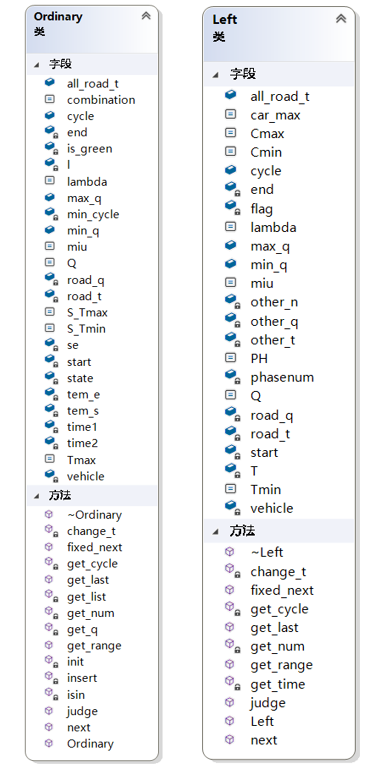 Ordinary
类
字段
all_road_t
combination
cycle
end
is_green
l
lambda
max_q
min_cycle
min_q
miu
Q
road_q
road_t
S_Tmax
S_Tmin
se
start
state
tem_e
tem_s
time1
time2
Tmax
vehicle
方法
~Ordinary
change_t
fixed_next
get_cycle
get_last
get_list
get_num
get_q
get_range
init
insert
isin
judge
next
Ordinary
Left
类
字段
all_road_t
car_max
Cmax
Cmin
cycle
end
flag
lambda
max_q
min_q
miu
other_n
other_q
other_t
PH
phasenum
Q
road_q
road_t
start
T
Tmin
vehicle
方法
~Left
change_t
fixed_next
get_cycle
get_last
get_num
get_range
get_time
judge
Left
next